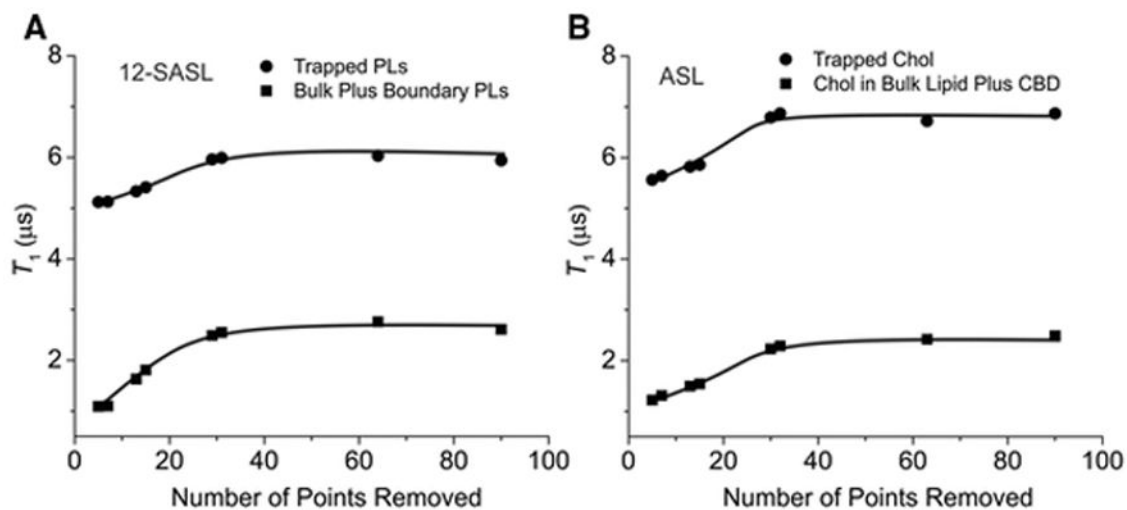 A
12-SASL
Trapped PLs
Bulk Plus Boundary PLs
8
6
4
2
T1 (μs)
0 20 40 60 80 100
Number of Points Removed
B
ASL
Trapped Chol
Chol in Bulk Lipid Plus CBD
8
6
4
2
T1 (μs)
0 20 40 60 80 100
Number of Points Removed